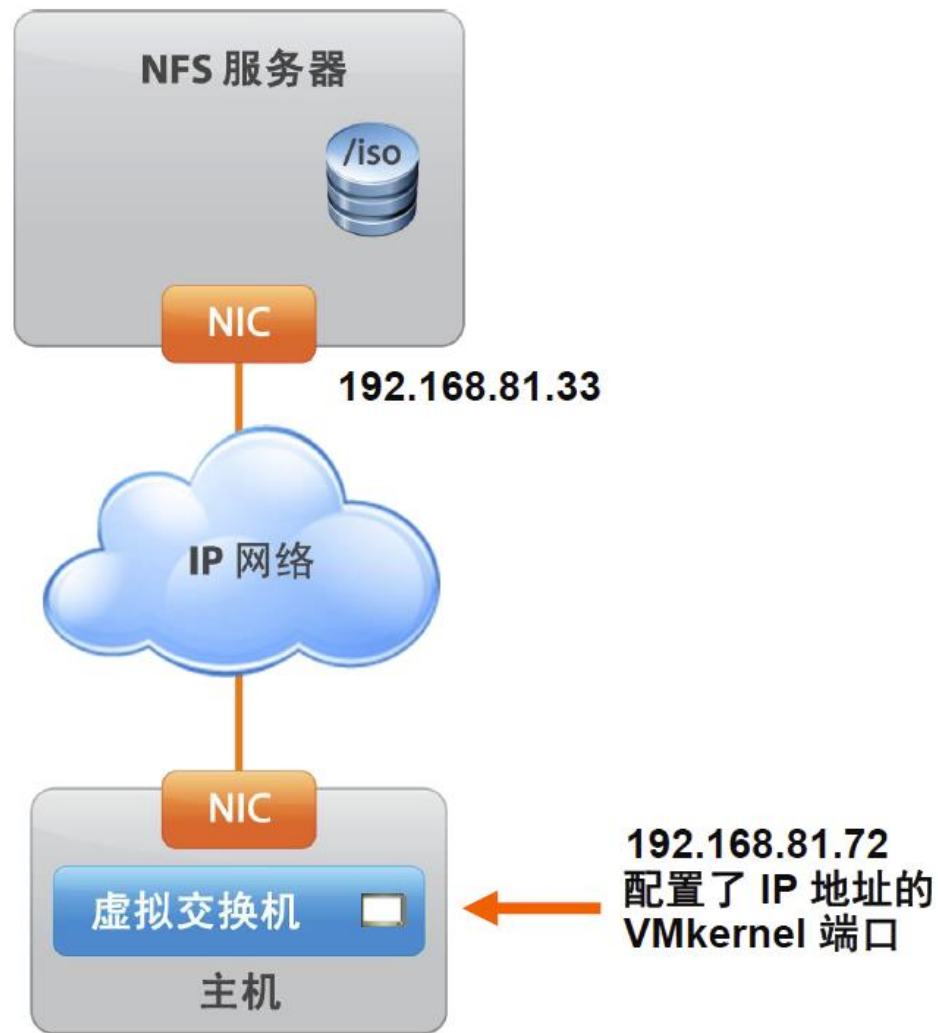 NFS 服务器
/iso
NIC
192.168.81.33
IP 网络
NIC
虚拟交换机
主机
192.168.81.72
配置了 IP 地址的
VMkernel 端口